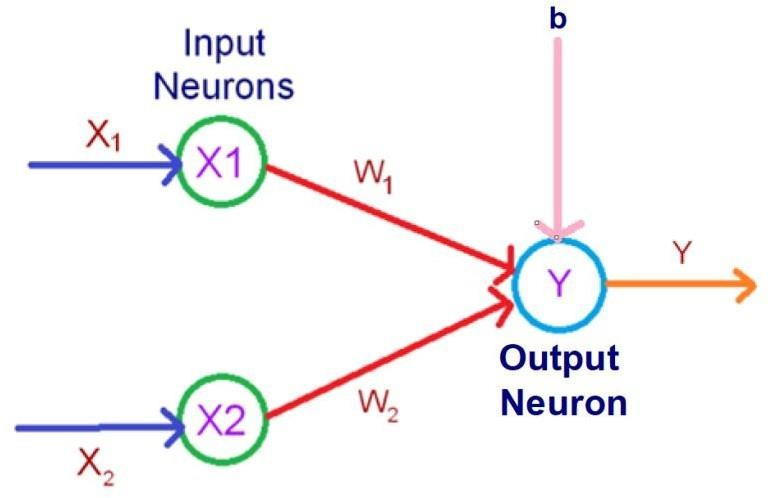 b
Input
Neurons
X₁
X1
W₁
Y
Y
Output
Neuron
W₂
X2
X₂